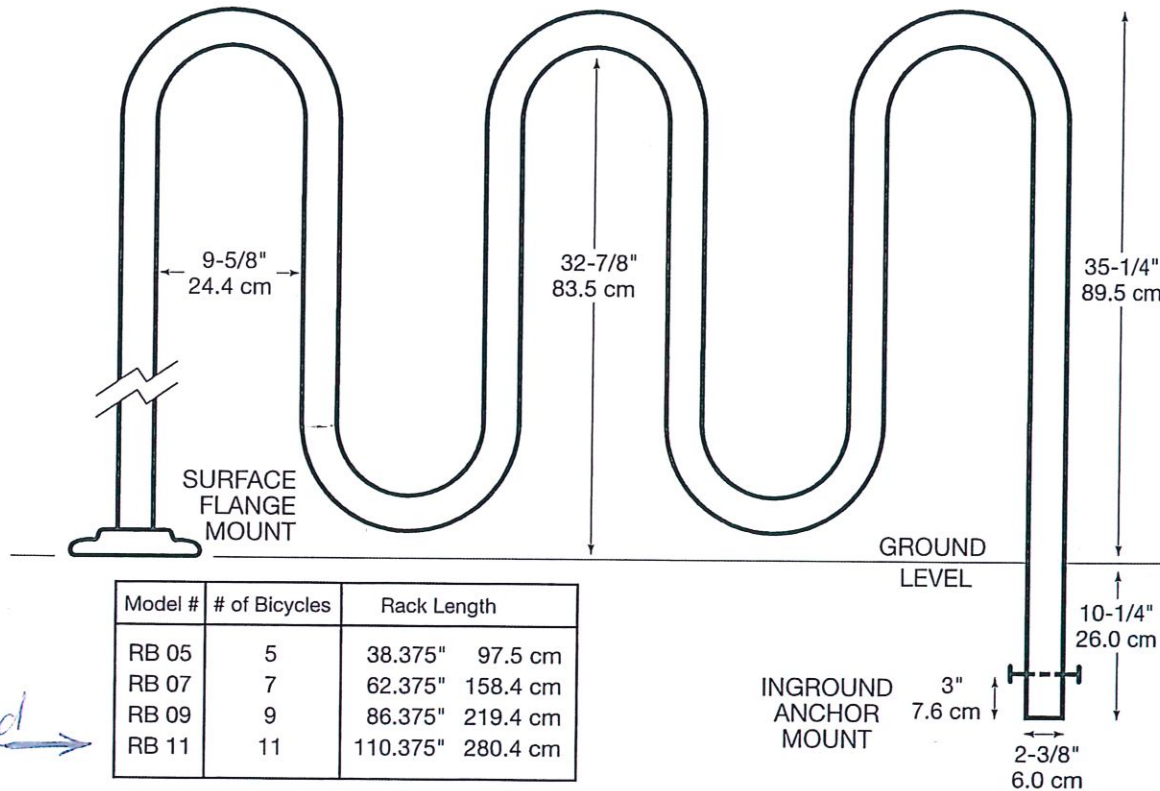 9-5/8"
24.4 cm
32-7/8"
83.5 cm
35-1/4"
89.5 cm
SURFACE
FLANGE
MOUNT
GROUND
LEVEL
Model # # of Bicycles Rack Length
RB 05 5 38.375" 97.5 cm
RB 07 7 62.375" 158.4 cm
RB 09 9 86.375" 219.4 cm
RB 11 11 110.375" 280.4 cm
10-1/4"
26.0 cm
INGROUND
ANCHOR
MOUNT
3"
7.6 cm
2-3/8"
6.0 cm